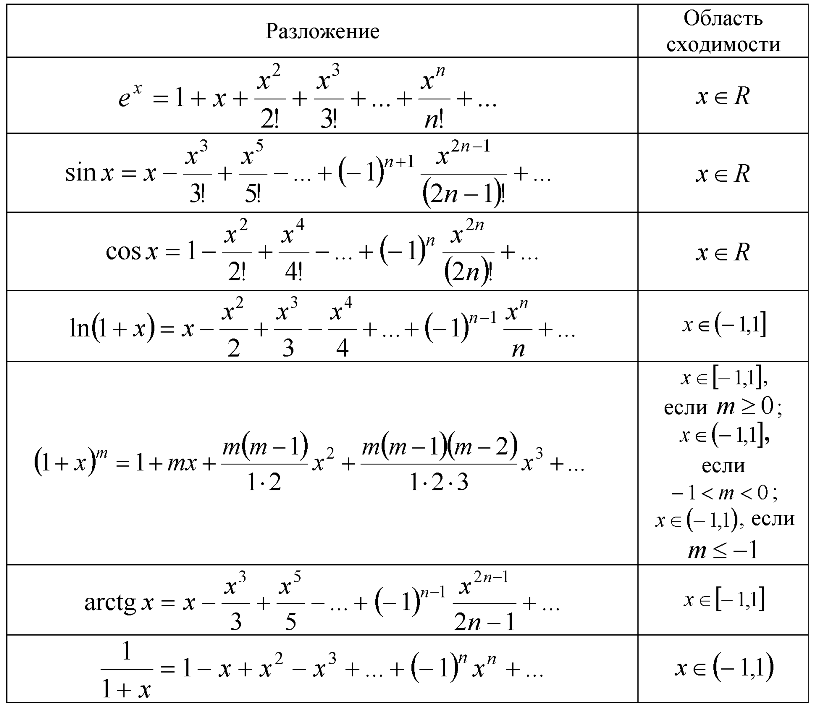 Разложение
Область
сходимости
e^x = 1 + x + x^2/2! + x^3/3! + ... + x^n/n! + ...
x ∈ R
sin x = x − x^3/3! + x^5/5! − ... + (−1)^(n+1) x^(2n−1)/(2n−1)! + ...
x ∈ R
cos x = 1 − x^2/2! + x^4/4! − ... + (−1)^n x^(2n)/(2n)! + ...
x ∈ R
ln(1 + x) = x − x^2/2 + x^3/3 − x^4/4 + ... + (−1)^(n−1) x^n/n + ...
x ∈ (−1,1]
(1 + x)^m = 1 + mx + m(m−1)/1·2 x^2 + m(m−1)(m−2)/1·2·3 x^3 + ...
x ∈ [−1,1],
если m ≥ 0;
x ∈ (−1,1],
если
−1 < m < 0;
x ∈ (−1,1), если
m ≤ −1
arctg x = x − x^3/3 + x^5/5 − ... + (−1)^(n−1) x^(2n−1)/2n−1 + ...
x ∈ [−1,1]
1/1+x = 1 − x + x^2 − x^3 + ... + (−1)^n x^n + ...
x ∈ (−1,1)